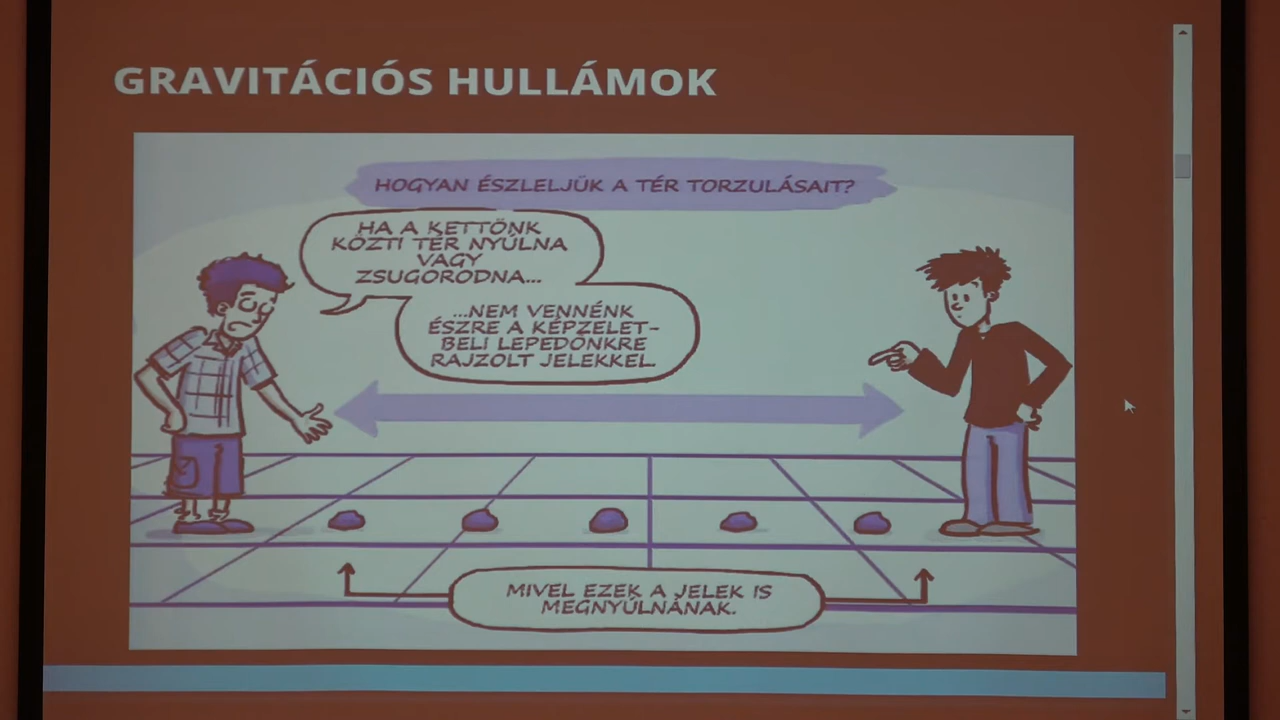 GRAVITÁCIÓS HULLÁMOK
HOGYAN ÉSZLELJÜK A TÉR TORZULÁSAIT?
HA A KETTŐNK
KÖZTI TÉR NYÚLNA
VAGY
ZSUGORODNA...
...NEM VENNÉNK
ÉSZRE A KÉPZELET-
BELI LEPEDŐNKRE
RAJZOLT JELEKKEL.
MIVEL EZEK A JELEK IS
MEGNYÚLNÁNAK.